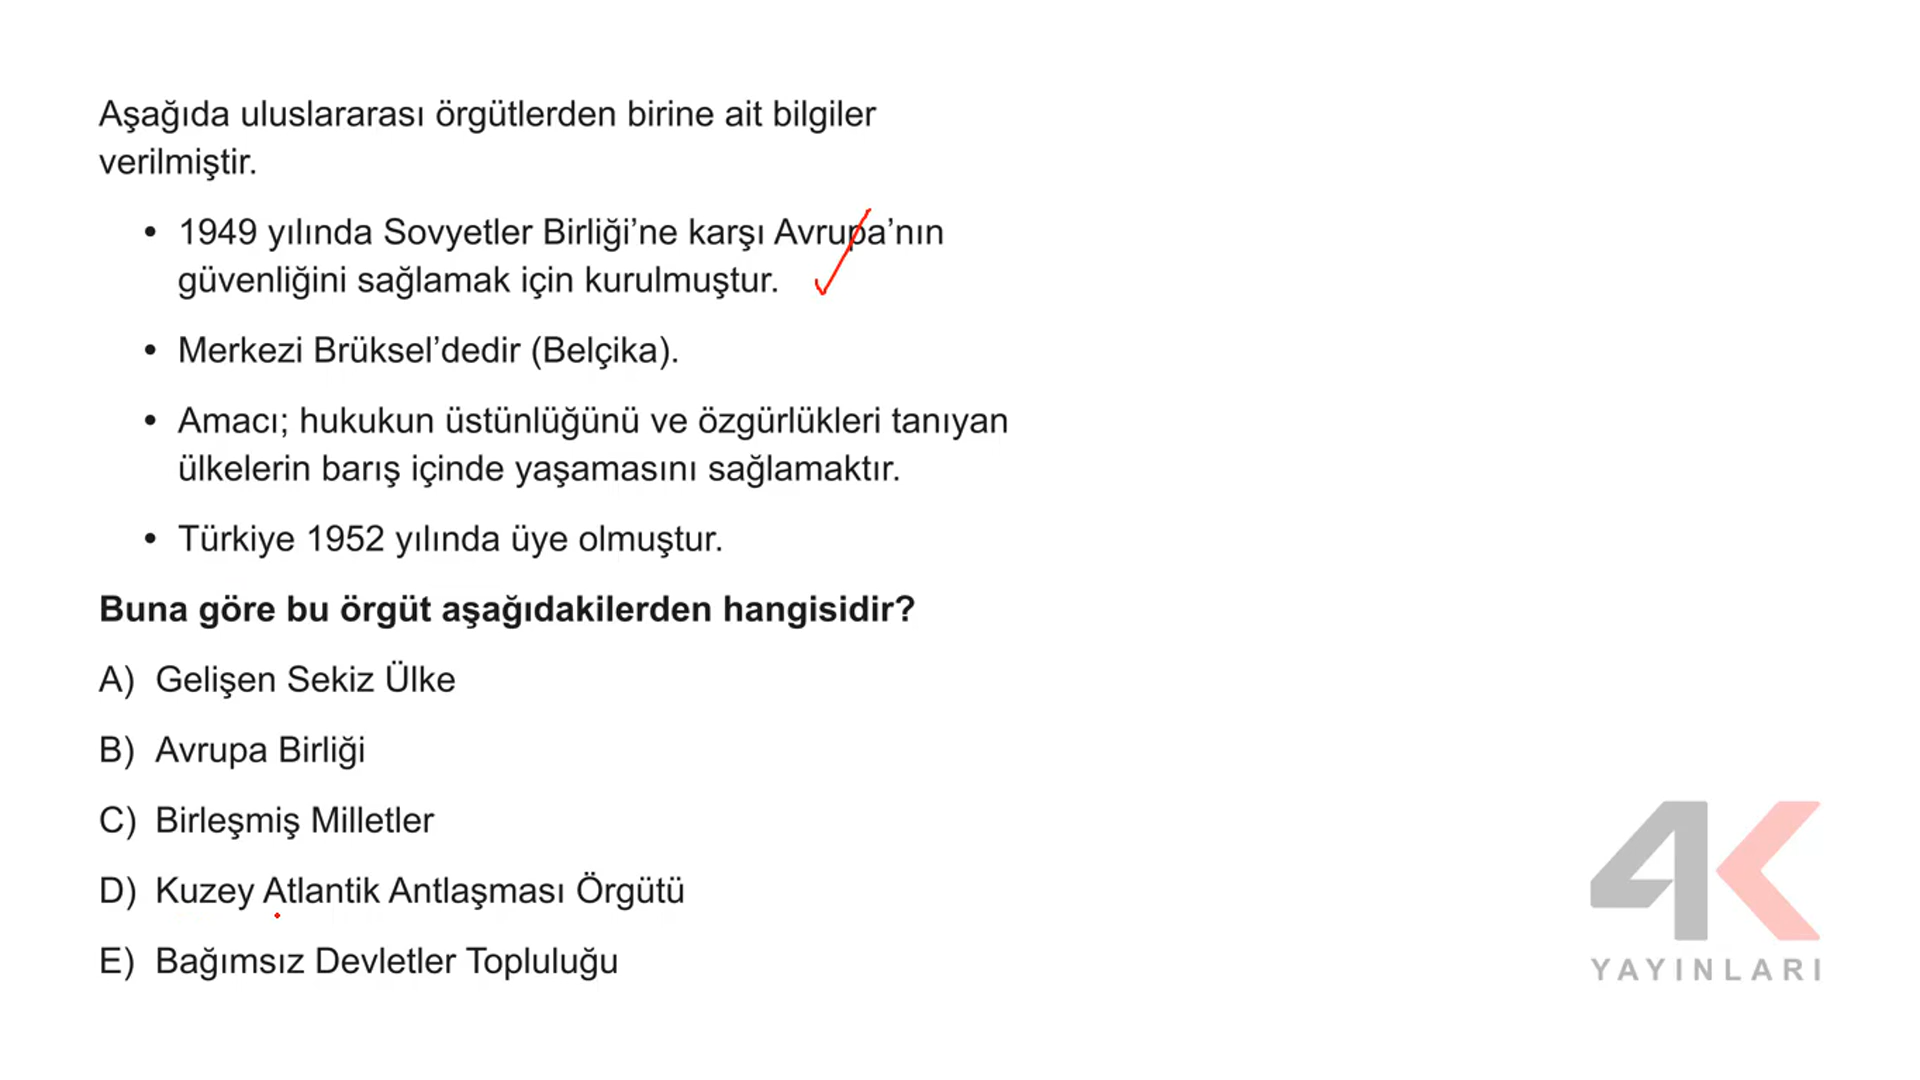 Aşağıda uluslararası örgütlerden birine ait bilgiler
verilmiştir.
• 1949 yılında Sovyetler Birliği’ne karşı Avrupa’nın
güvenliğini sağlamak için kurulmuştur.
• Merkezi Brüksel’dedir (Belçika).
• Amacı; hukukun üstünlüğünü ve özgürlükleri tanıyan
ülkelerin barış içinde yaşamasını sağlamaktır.
• Türkiye 1952 yılında üye olmuştur.
Buna göre bu örgüt aşağıdakilerden hangisidir?
A) Gelişen Sekiz Ülke
B) Avrupa Birliği
C) Birleşmiş Milletler
D) Kuzey Atlantik Antlaşması Örgütü
E) Bağımsız Devletler Topluluğu
4K
YAYINLARI